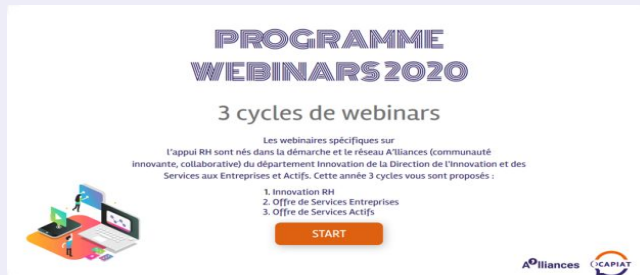 PROGRAMME
WEBINARS 2020
3 cycles de webinars
Les webinaires spécifiques sur
l'appui RH sont nés dans la démarche et le réseau A'lliances (communauté
innovante, collaborative) du département Innovation de la Direction de l'Innovation et des
Services aux Entreprises et Actifs. Cette année 3 cycles vous sont proposés :
1. Innovation RH
2. Offre de Services Entreprises
3. Offre de Services Actifs
START
A'lliances OCAPIAT